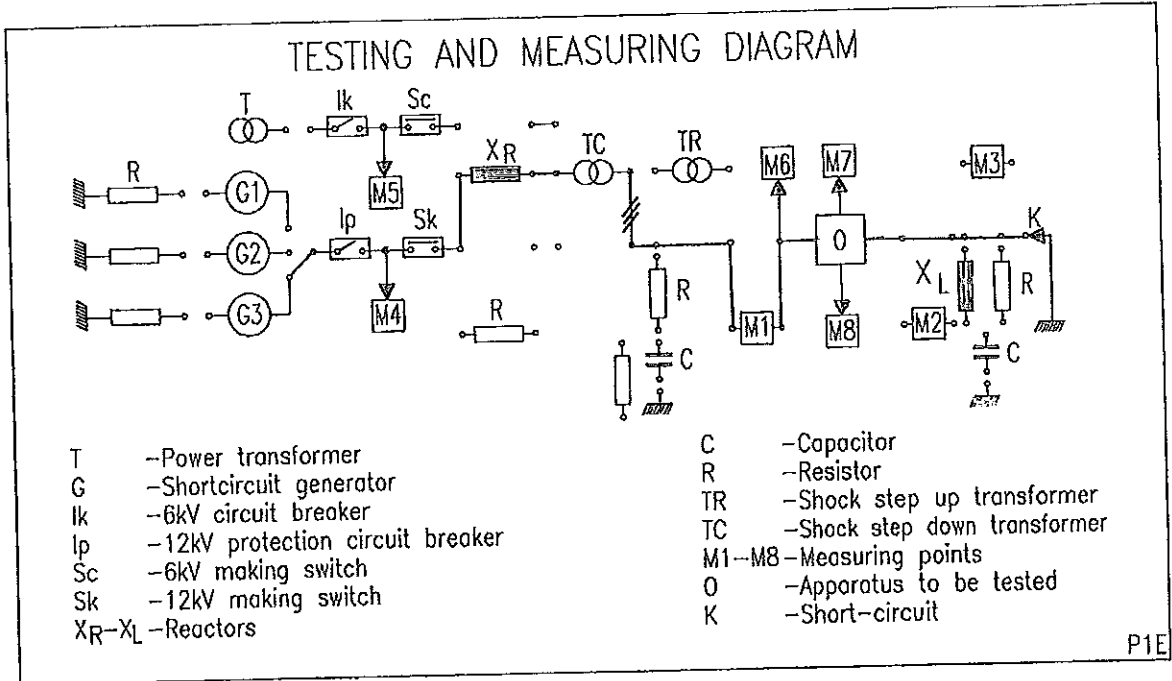 TESTING AND MEASURING DIAGRAM
T Ik Sc
XR TC TR M6 M7 M3
R G1 M5
Ip Sk K
G2 O
XL R
R
G3 M4 R M1 M8 M2
C C
T -Power transformer
G -Shortcircuit generator
Ik -6kV circuit breaker
Ip -12kV protection circuit breaker
Sc -6kV making switch
Sk -12kV making switch
XR-XL -Reactors
C -Capacitor
R -Resistor
TR -Shock step up transformer
TC -Shock step down transformer
M1-M8 -Measuring points
O -Apparatus to be tested
K -Short-circuit
P1E